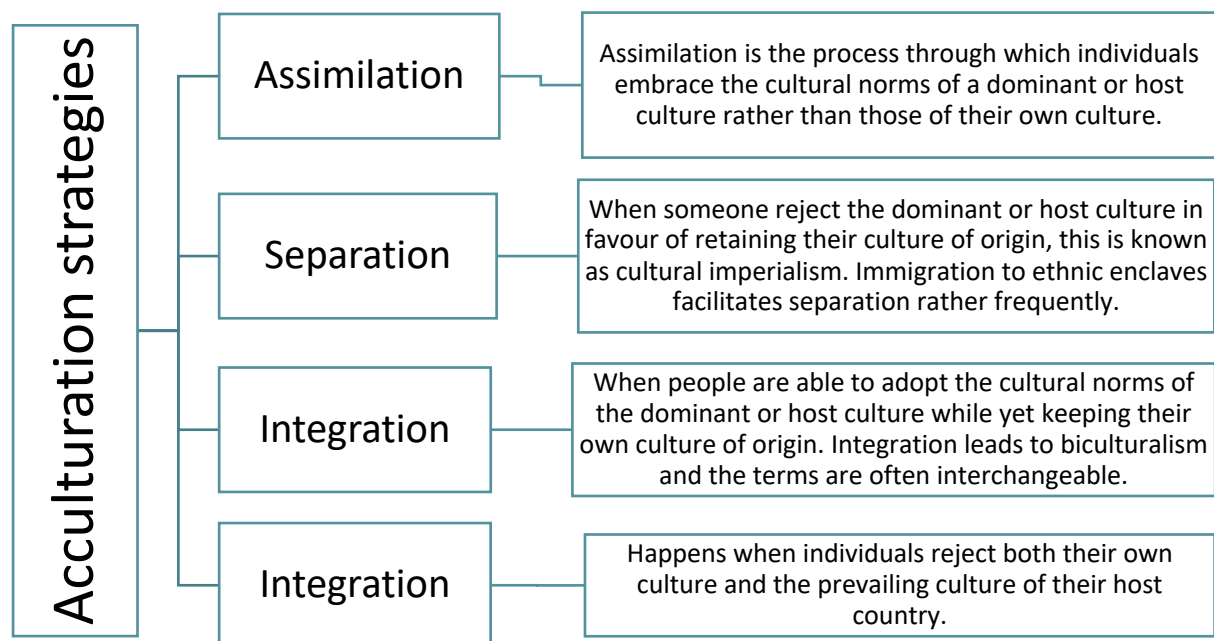 Acculturation strategies
Assimilation
Assimilation is the process through which individuals
embrace the cultural norms of a dominant or host
culture rather than those of their own culture.
Separation
When someone reject the dominant or host culture in
favour of retaining their culture of origin, this is known
as cultural imperialism. Immigration to ethnic enclaves
facilitates separation rather frequently.
Integration
When people are able to adopt the cultural norms of
the dominant or host culture while yet keeping their
own culture of origin. Integration leads to biculturalism
and the terms are often interchangeable.
Integration
Happens when individuals reject both their own
culture and the prevailing culture of their host
country.